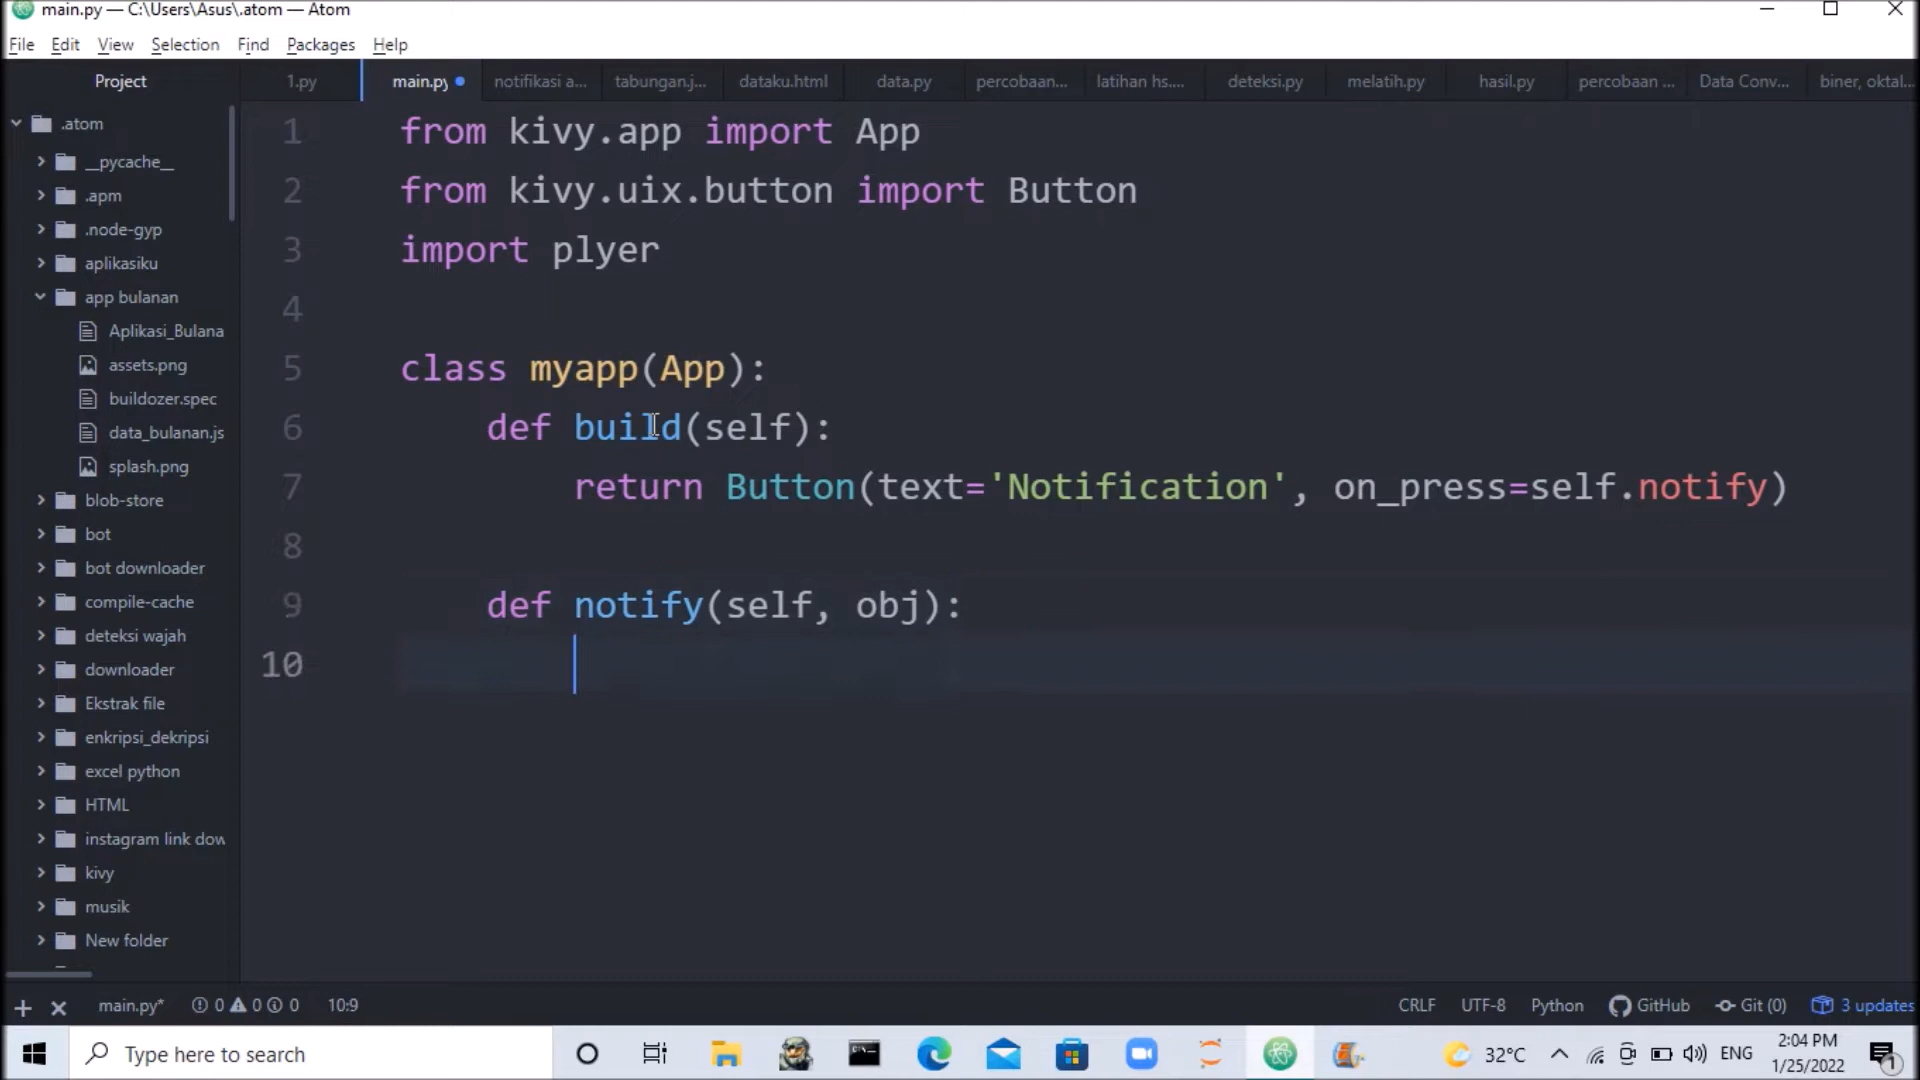 main.py — C:\Users\Asus\.atom — Atom
File Edit View Selection Find Packages Help
Project
1.py main.py notifikasi a... tabungan.j... dataku.html data.py percobaan... latihan hs.... deteksi.py melatih.py hasil.py percobaan ... Data Conv... biner, oktal...
.atom
__pycache__
.apm
.node-gyp
aplikasiku
app bulanan
Aplikasi_Bulana
assets.png
buildozer.spec
data_bulanan.js
splash.png
blob-store
bot
bot downloader
compile-cache
deteksi wajah
downloader
Ekstrak file
enkripsi_dekripsi
excel python
HTML
instagram link dow
kivy
musik
New folder
1 from kivy.app import App
2 from kivy.uix.button import Button
3 import plyer
4
5 class myapp(App):
6 def build(self):
7 return Button(text='Notification', on_press=self.notify)
8
9 def notify(self, obj):
10
main.py* 0 0 0 10:9 CRLF UTF-8 Python GitHub Git (0) 3 updates
Type here to search 32°C ENG 2:04 PM
1/25/2022 1